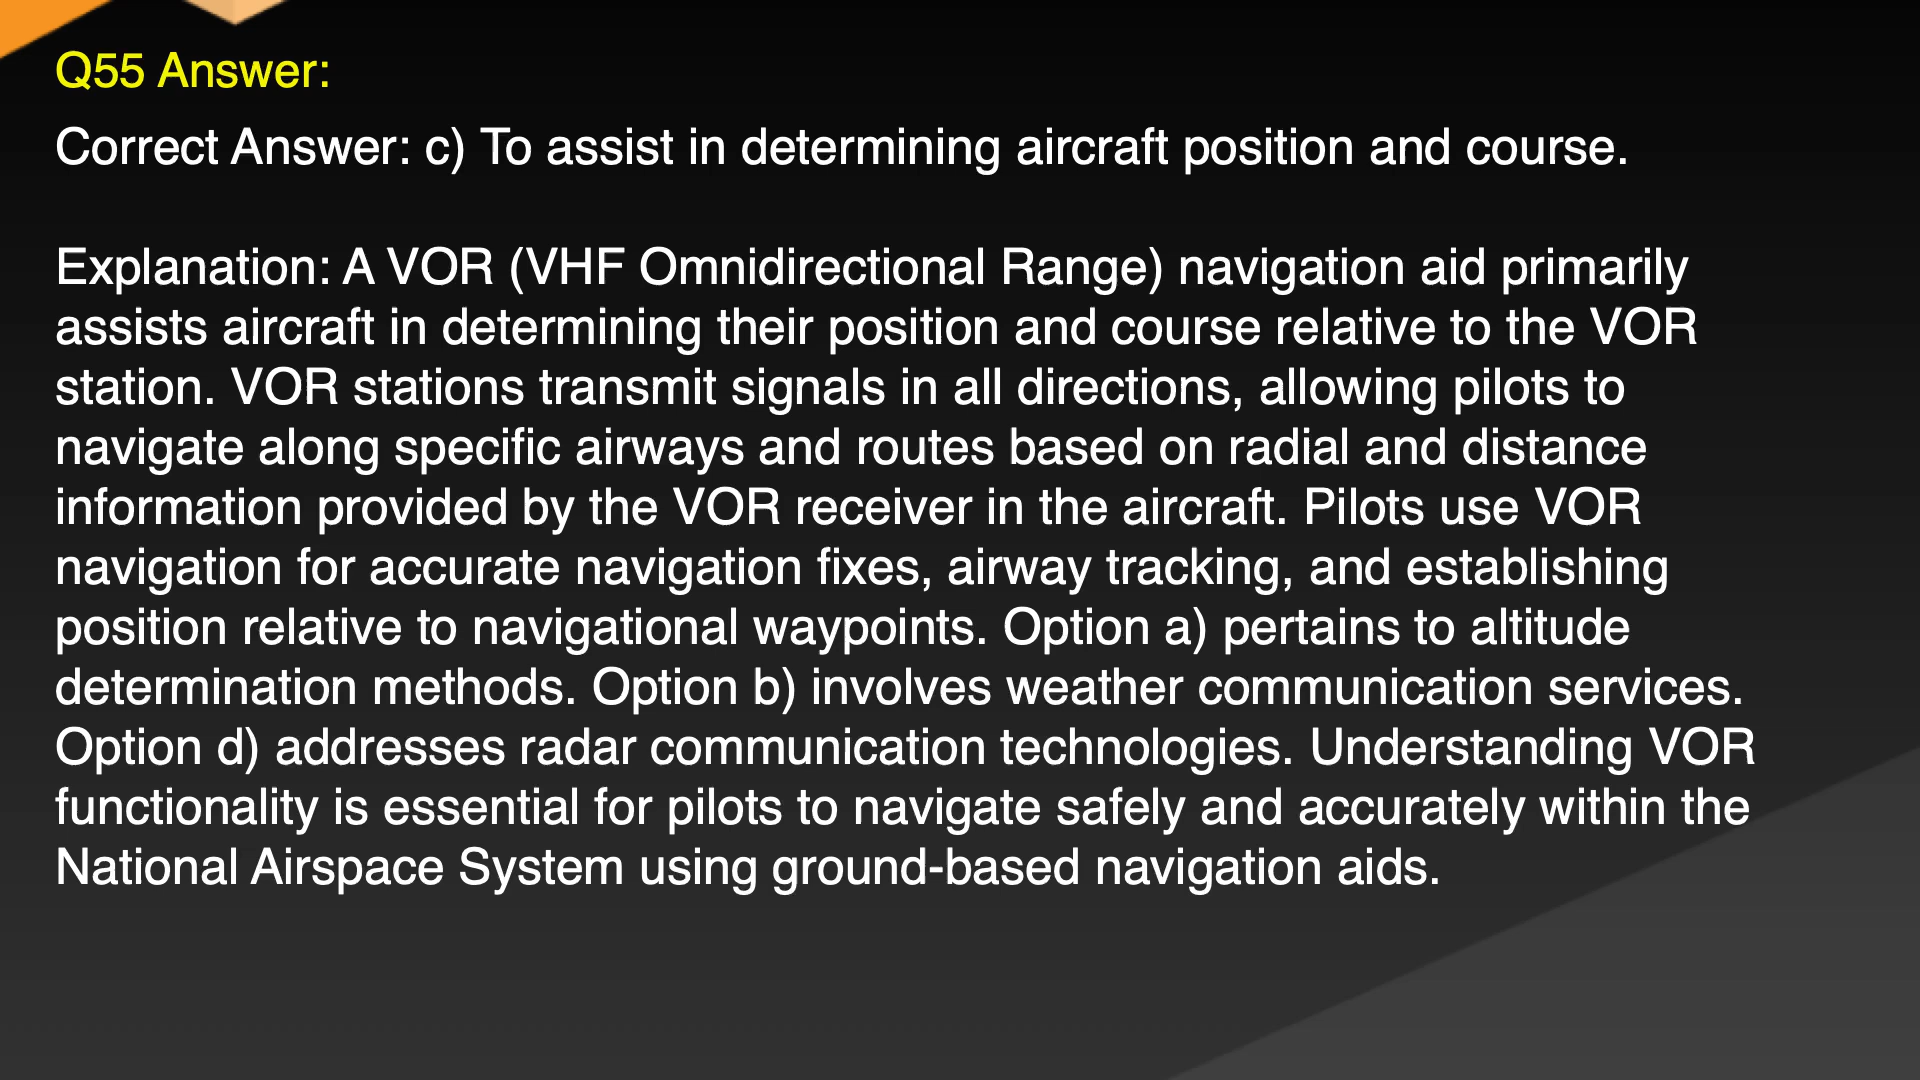 Q55 Answer:
Correct Answer: c) To assist in determining aircraft position and course.
Explanation: A VOR (VHF Omnidirectional Range) navigation aid primarily
assists aircraft in determining their position and course relative to the VOR
station. VOR stations transmit signals in all directions, allowing pilots to
navigate along specific airways and routes based on radial and distance
information provided by the VOR receiver in the aircraft. Pilots use VOR
navigation for accurate navigation fixes, airway tracking, and establishing
position relative to navigational waypoints. Option a) pertains to altitude
determination methods. Option b) involves weather communication services.
Option d) addresses radar communication technologies. Understanding VOR
functionality is essential for pilots to navigate safely and accurately within the
National Airspace System using ground-based navigation aids.